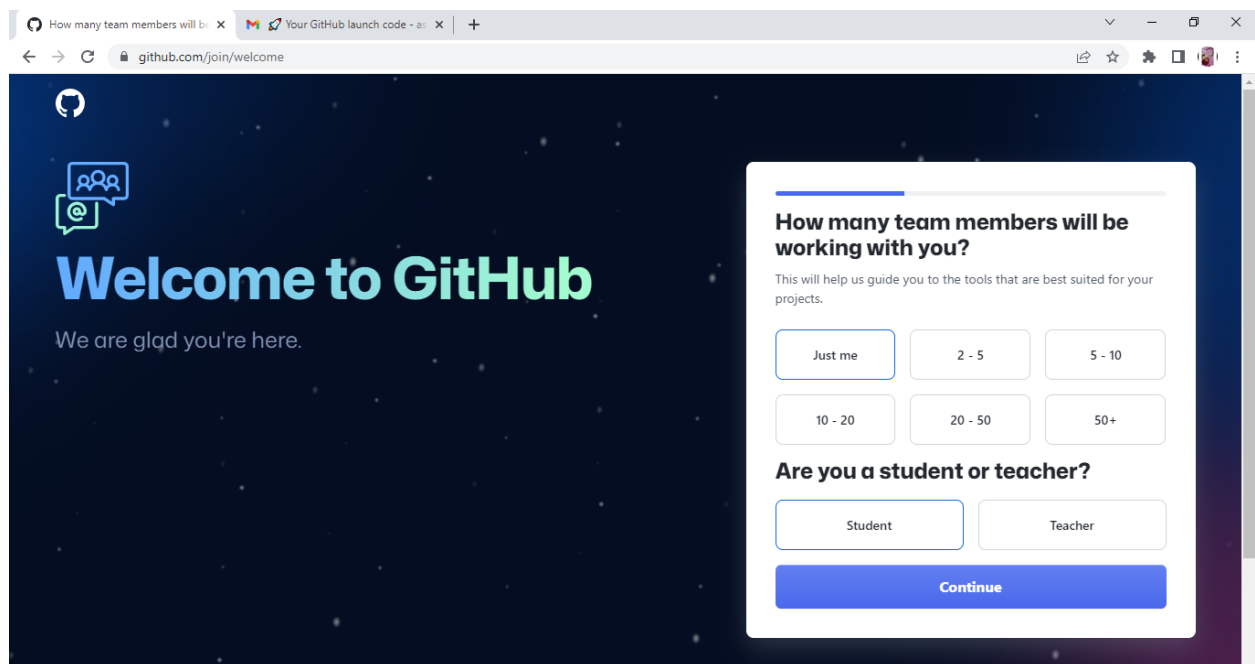 How many team members will be
Your GitHub launch code - as
github.com/join/welcome
@
Welcome to GitHub
We are glad you're here.
How many team members will be
working with you?
This will help us guide you to the tools that are best suited for your
projects.
Just me
2 - 5
5 - 10
10 - 20
20 - 50
50+
Are you a student or teacher?
Student
Teacher
Continue